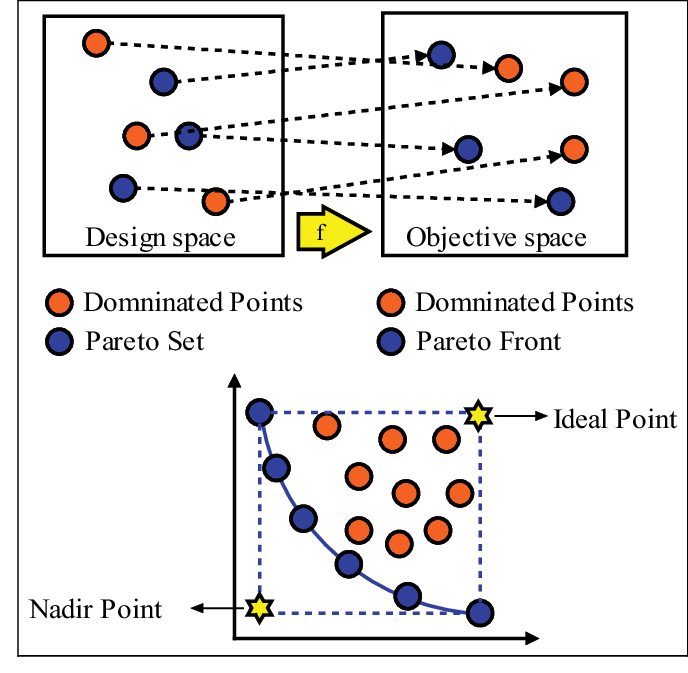 Design space
f
Objective space
Domninated Points
Domninated Points
Pareto Set
Pareto Front
Ideal Point
Nadir Point